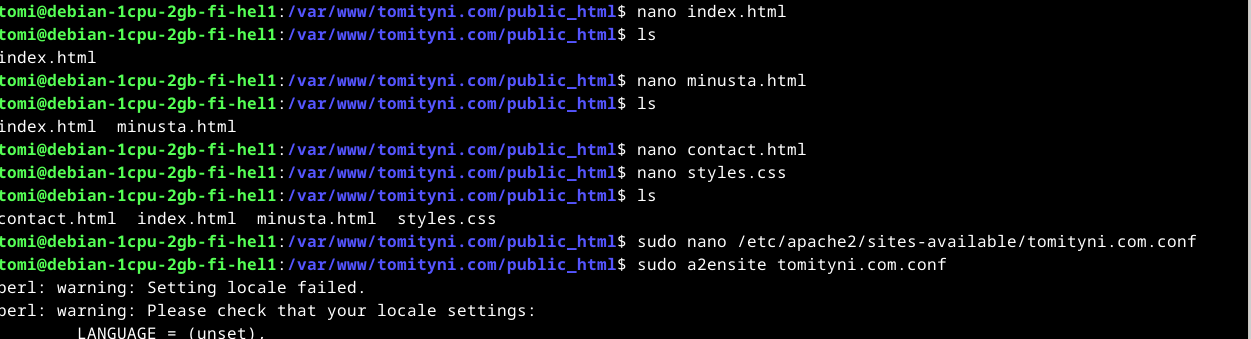 tomi@debian-1cpu-2gb-fi-hel1:/var/www/tomityni.com/public_html$ nano index.html
tomi@debian-1cpu-2gb-fi-hel1:/var/www/tomityni.com/public_html$ ls
index.html
tomi@debian-1cpu-2gb-fi-hel1:/var/www/tomityni.com/public_html$ nano minusta.html
tomi@debian-1cpu-2gb-fi-hel1:/var/www/tomityni.com/public_html$ ls
index.html  minusta.html
tomi@debian-1cpu-2gb-fi-hel1:/var/www/tomityni.com/public_html$ nano contact.html
tomi@debian-1cpu-2gb-fi-hel1:/var/www/tomityni.com/public_html$ nano styles.css
tomi@debian-1cpu-2gb-fi-hel1:/var/www/tomityni.com/public_html$ ls
contact.html  index.html  minusta.html  styles.css
tomi@debian-1cpu-2gb-fi-hel1:/var/www/tomityni.com/public_html$ sudo nano /etc/apache2/sites-available/tomityni.com.conf
tomi@debian-1cpu-2gb-fi-hel1:/var/www/tomityni.com/public_html$ sudo a2ensite tomityni.com.conf
perl: warning: Setting locale failed.
perl: warning: Please check that your locale settings:
        LANGUAGE = (unset),